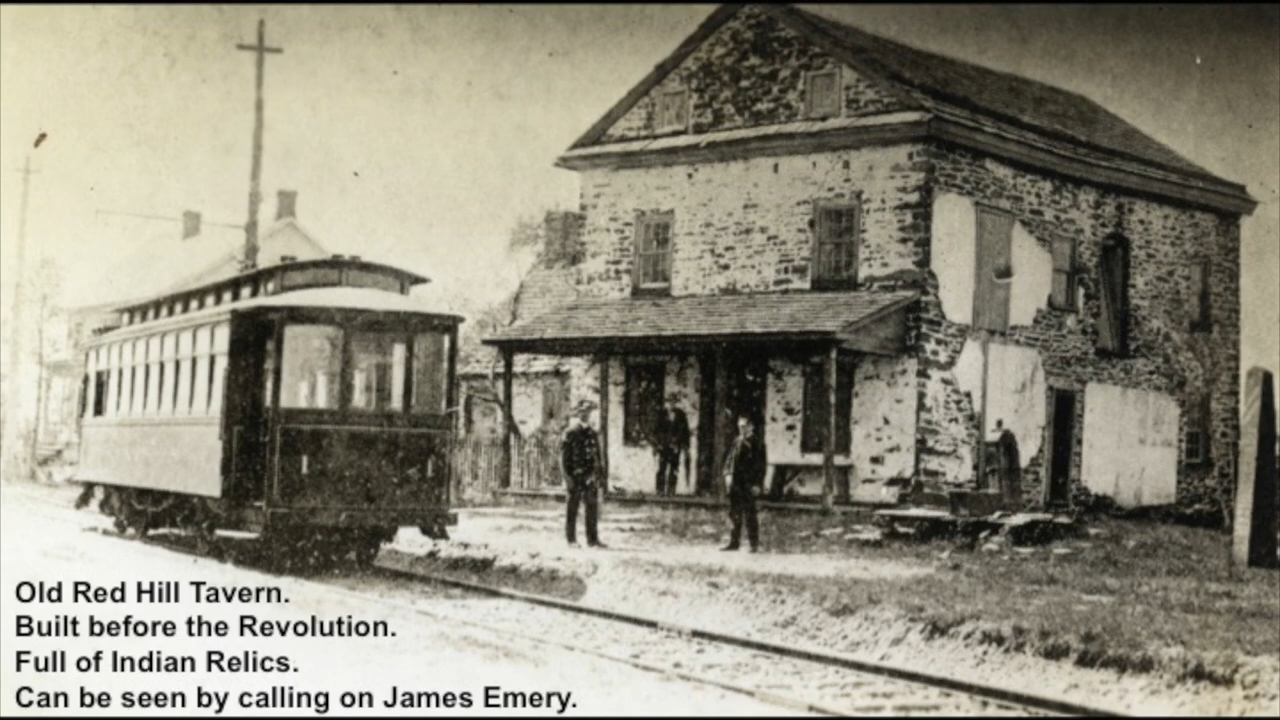 Old Red Hill Tavern.
Built before the Revolution.
Full of Indian Relics.
Can be seen by calling on James Emery.